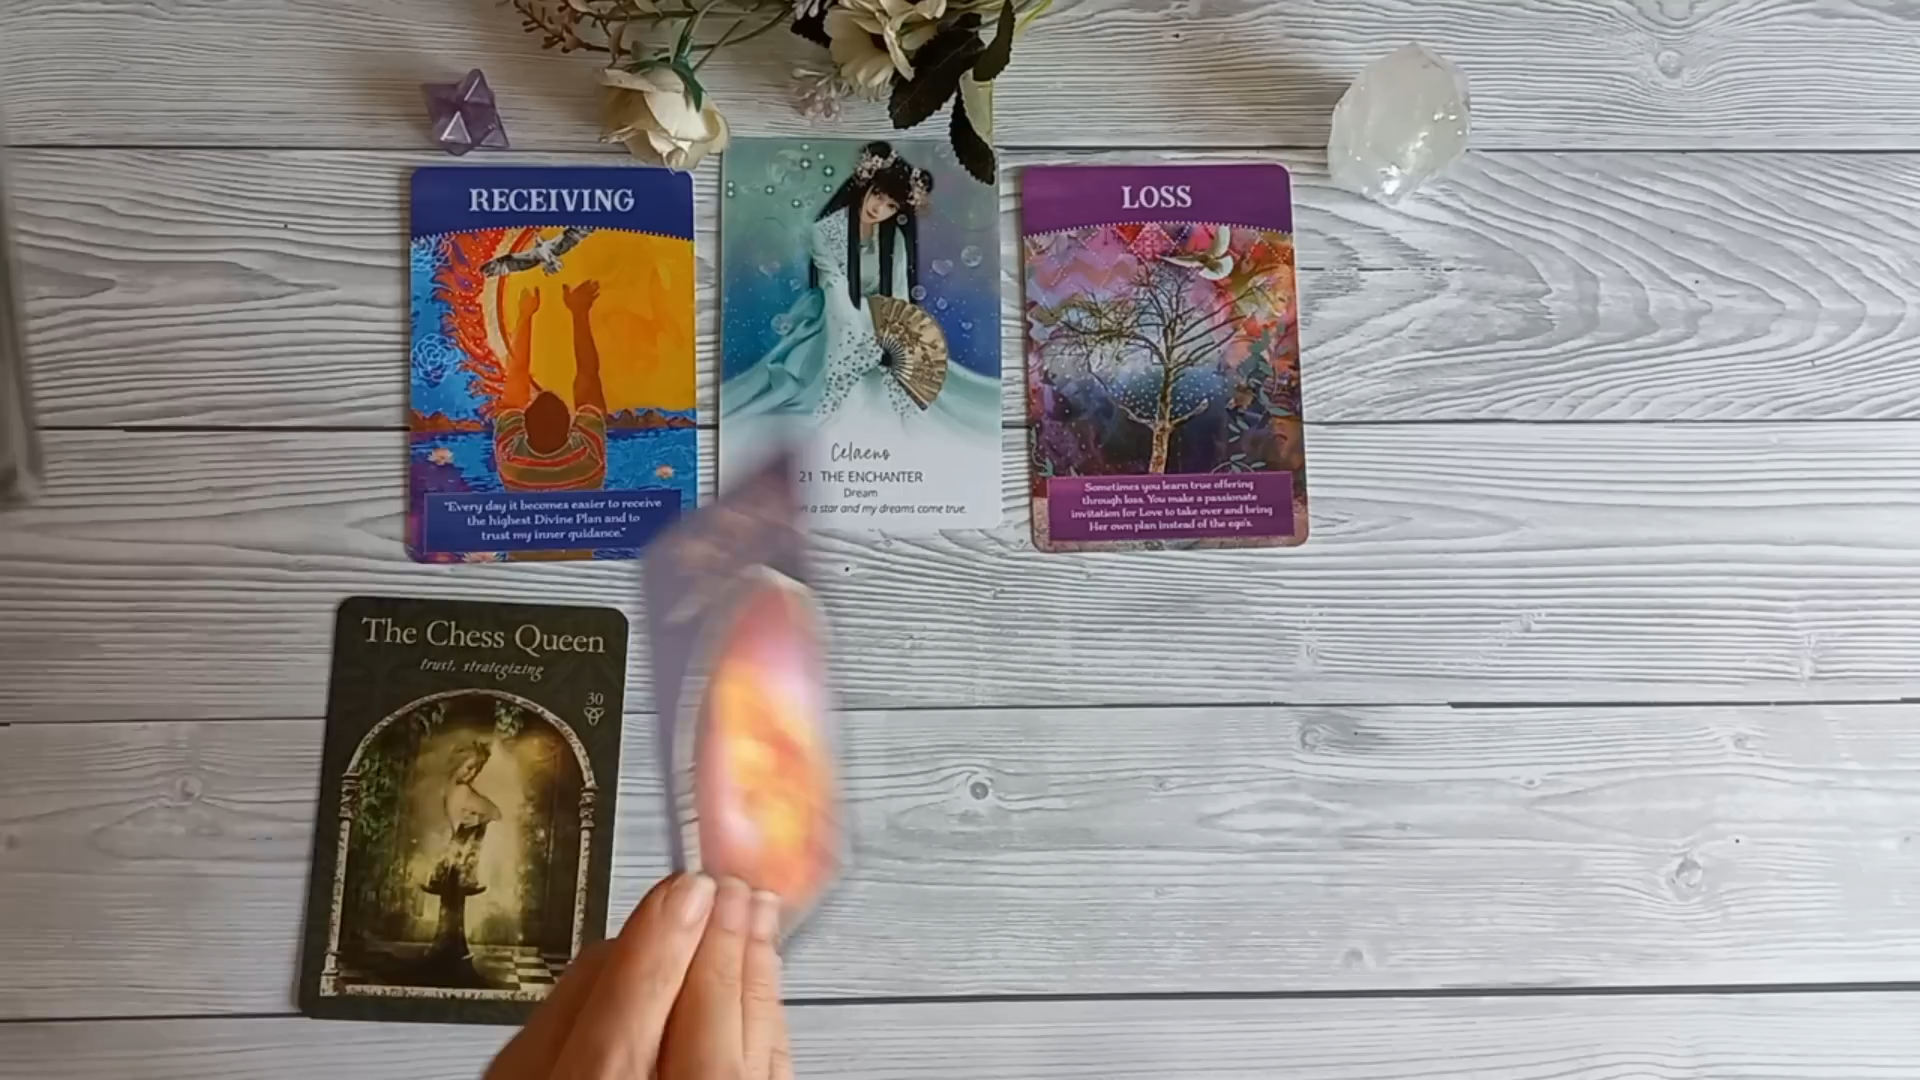 RECEIVING
"Every day it becomes easier to receive
the highest Divine Plan and to
trust my inner guidance."
Celaeno
21 THE ENCHANTER
Dream
n a star and my dreams come true.
LOSS
Sometimes you learn true offering
through loss. You make a passionate
invitation for Love to take over and bring
Her own plan instead of the ego's.
The Chess Queen
trust, strategizing
30